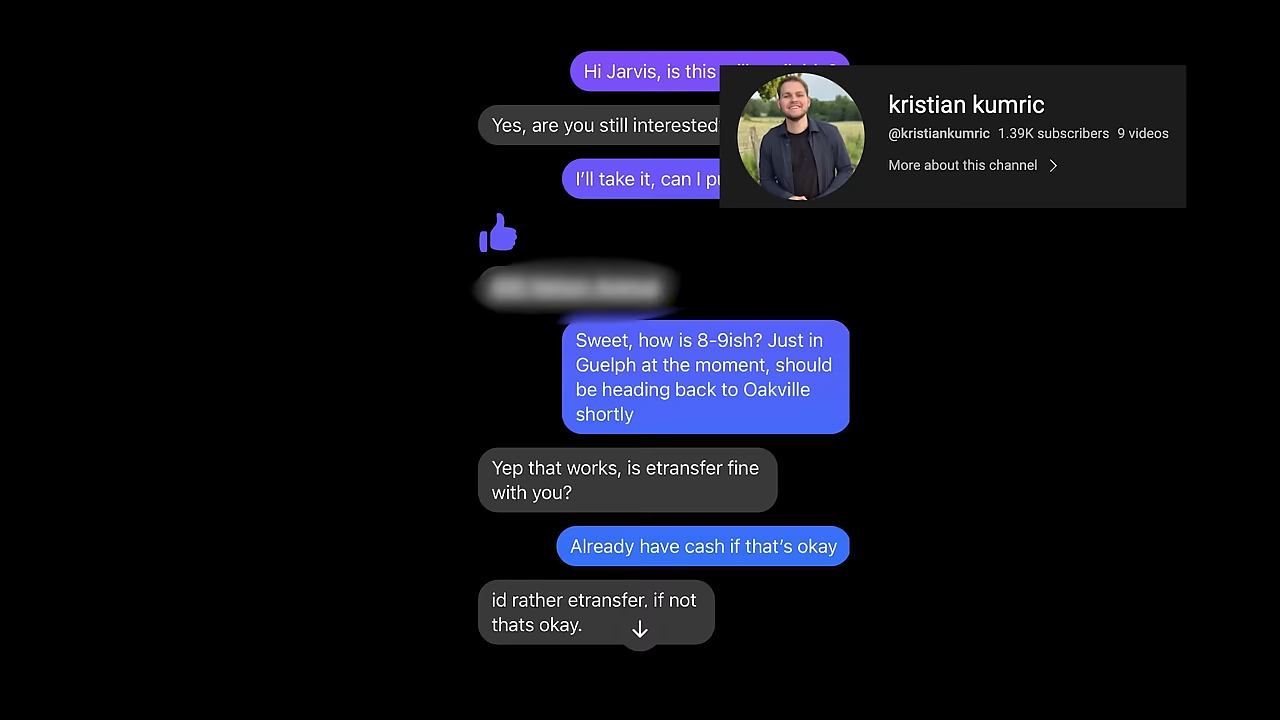 Hi Jarvis, is this
Yes, are you still interested
I'll take it, can I
kristian kumric
@kristiankumric 1.39K subscribers 9 videos
More about this channel
Sweet, how is 8-9ish? Just in
Guelph at the moment, should
be heading back to Oakville
shortly
Yep that works, is etransfer fine
with you?
Already have cash if that's okay
id rather etransfer. if not
thats okay.